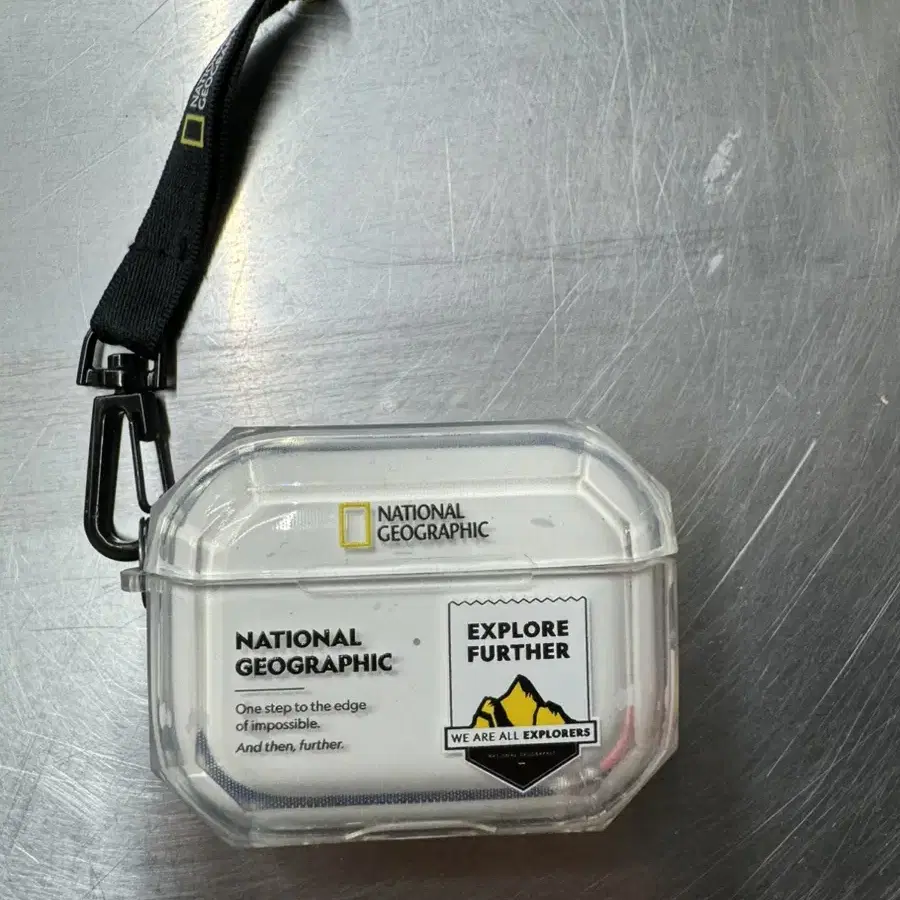 NATIONAL
GEOGRAPHIC
NATIONAL
GEOGRAPHIC
One step to the edge
of impossible.
And then, further.
EXPLORE
FURTHER
WE ARE ALL EXPLORERS
NATIONAL GEOGRAPHIC